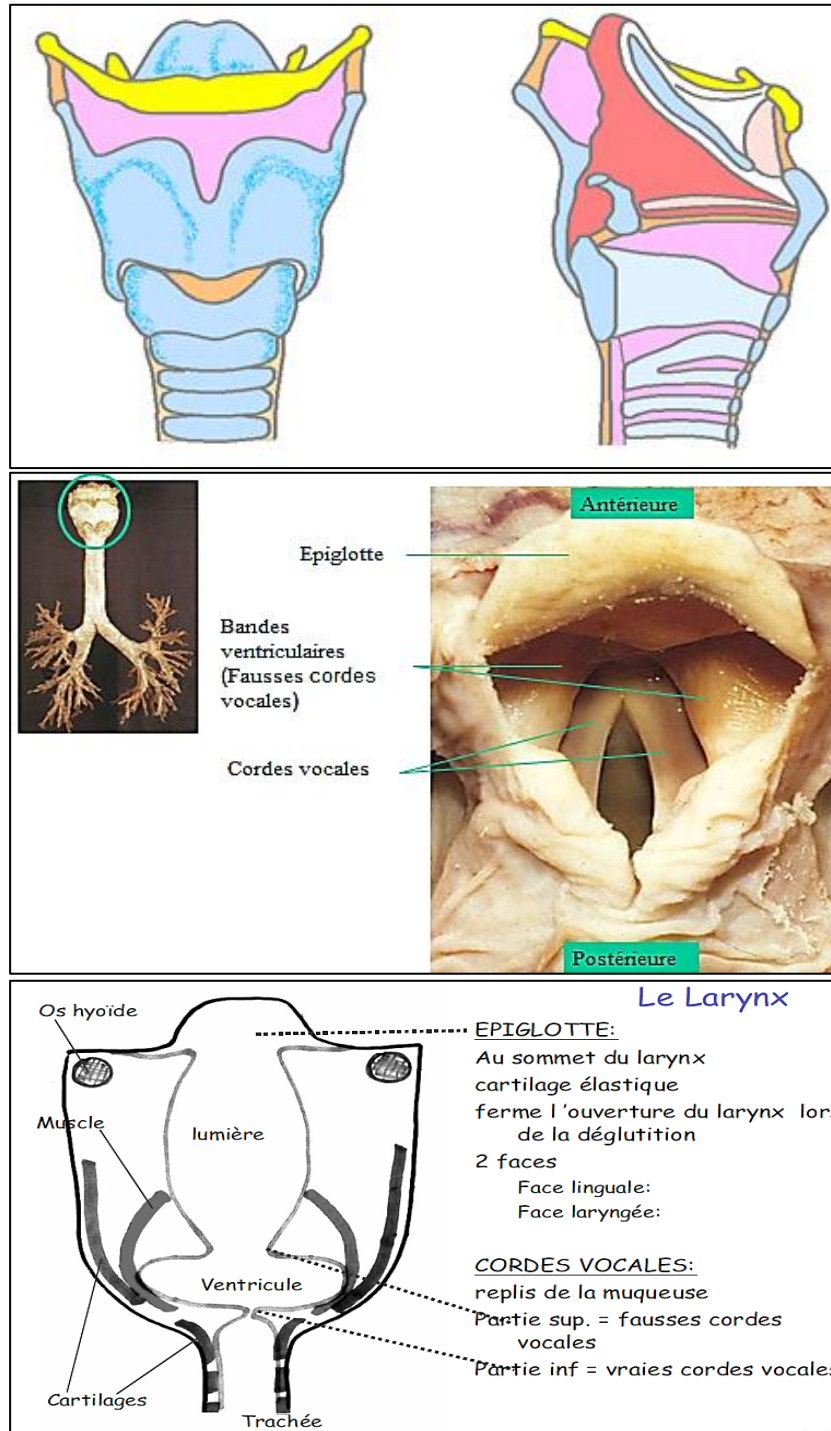 Antérieure
Epiglotte
Bandes
ventriculaires
(Fausses cordes
vocales)
Cordes vocales
Postérieure
Le Larynx
Os hyoïde
EPIGLOTTE:
Au sommet du larynx
cartilage élastique
ferme l 'ouverture du larynx lor
de la déglutition
2 faces
Face linguale:
Face laryngée:
Muscle
lumière
Ventricule
CORDES VOCALES:
replis de la muqueuse
Partie sup. = fausses cordes
vocales
Partie inf = vraies cordes vocales
Cartilages
Trachée